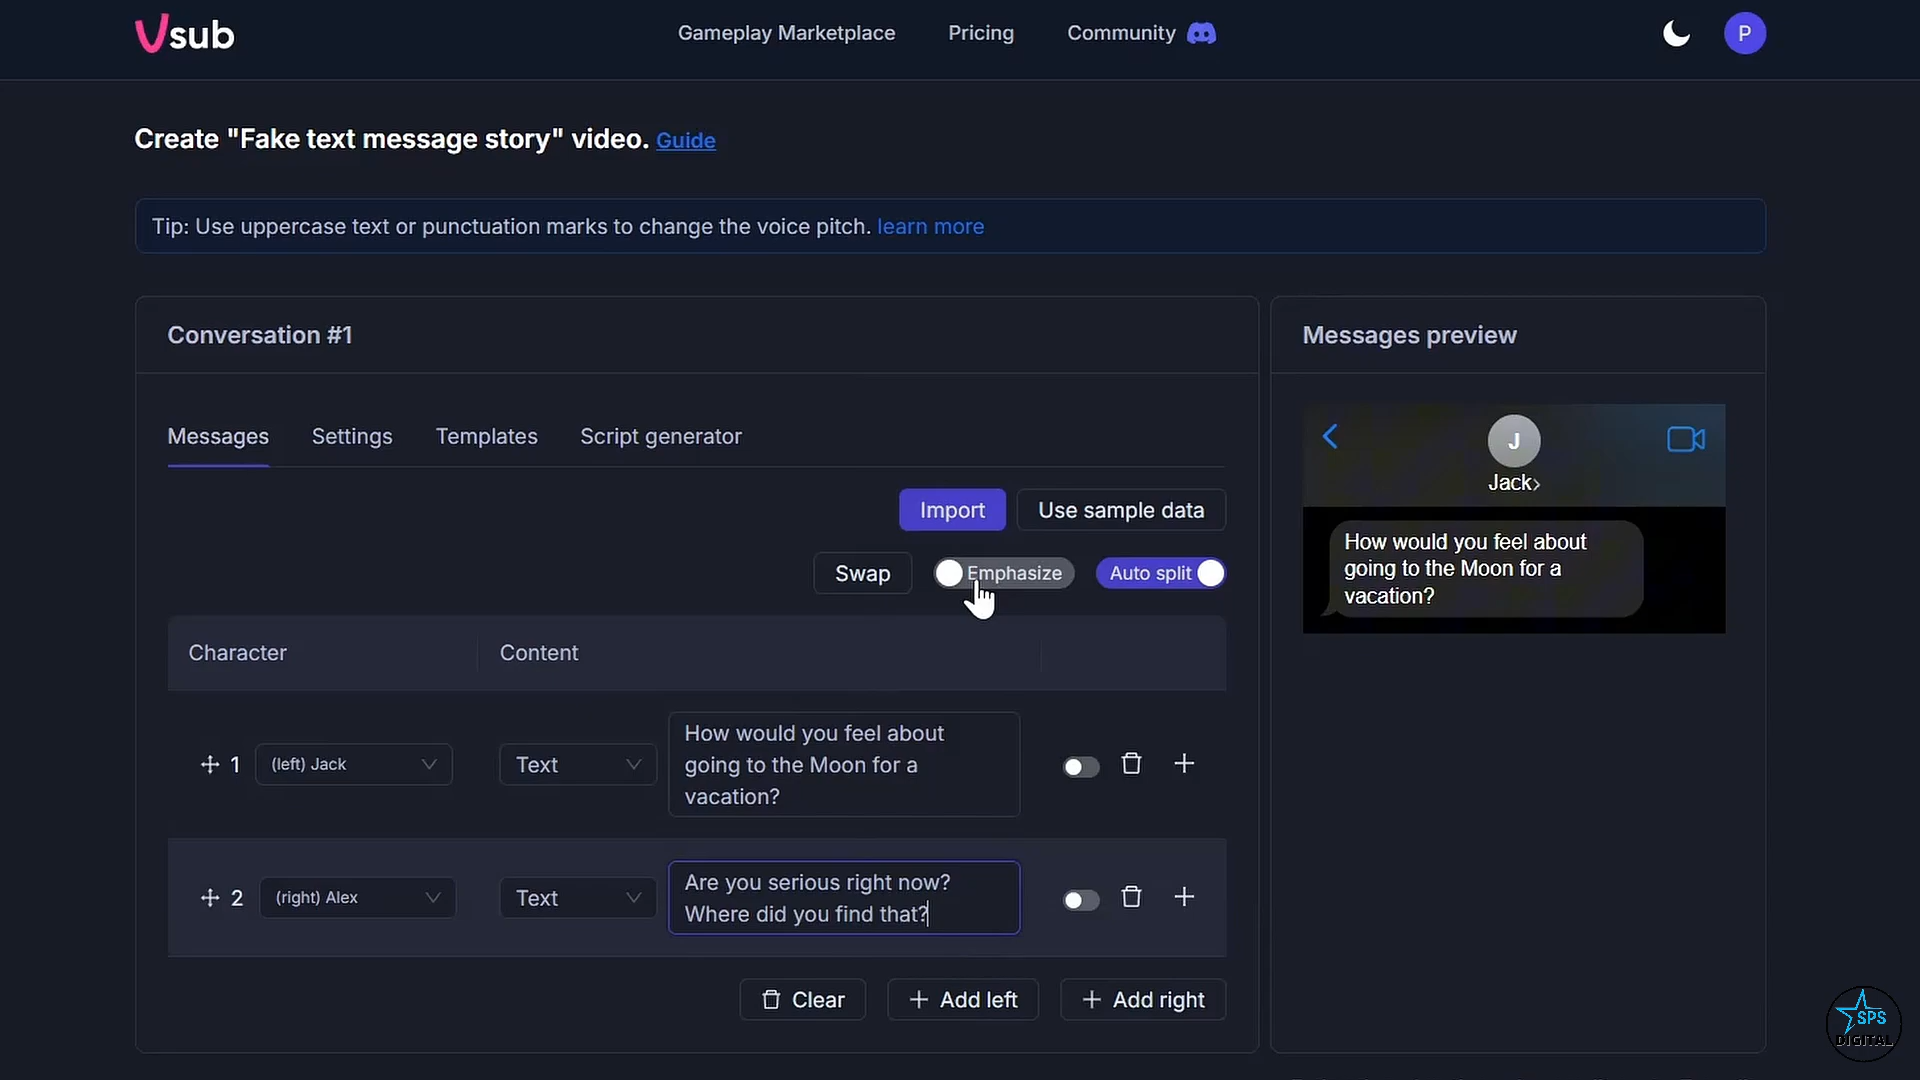 Vsub
Gameplay Marketplace
Pricing
Community
P
Create "Fake text message story" video. Guide
Tip: Use uppercase text or punctuation marks to change the voice pitch. learn more
Conversation #1
Messages
Settings
Templates
Script generator
Import
Use sample data
Swap
Emphasize
Auto split
Character
Content
1
(left) Jack
Text
How would you feel about
going to the Moon for a
vacation?
2
(right) Alex
Text
Are you serious right now?
Where did you find that?
Clear
Add left
Add right
Messages preview
J
Jack
How would you feel about
going to the Moon for a
vacation?
SPS
DIGITAL